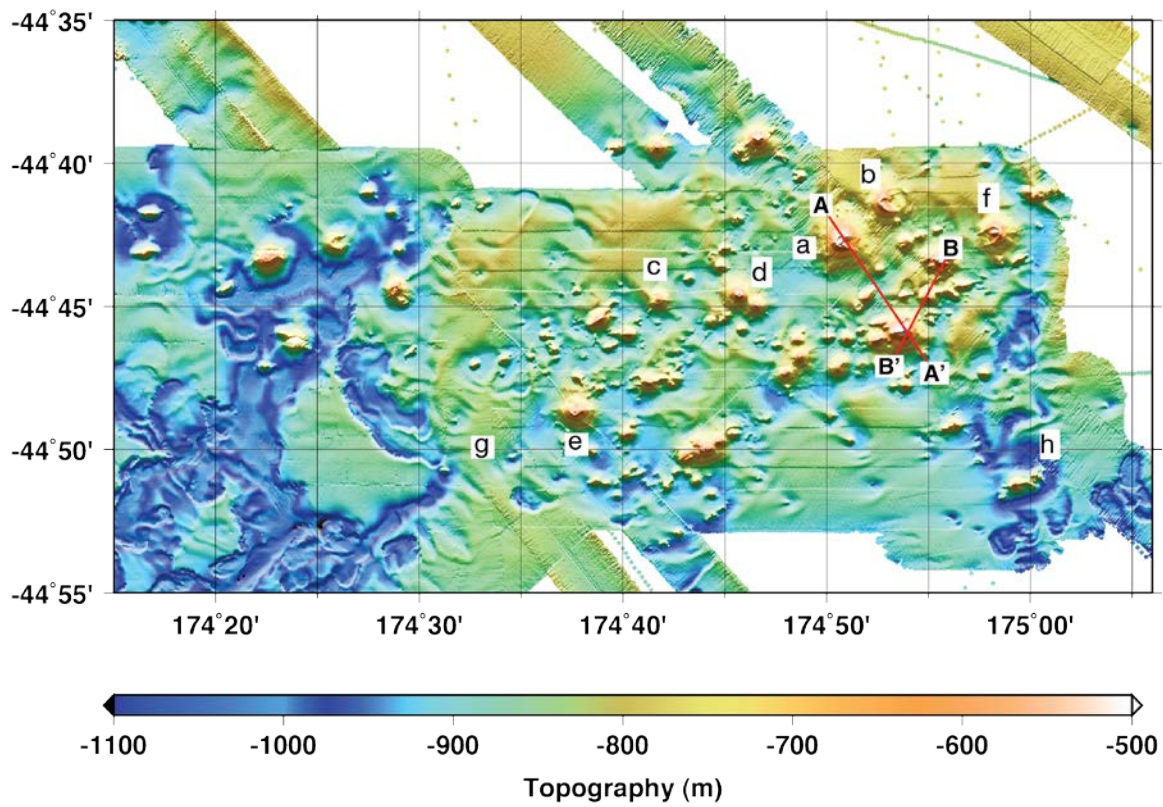 -44°35'
-44°40'
b
f
A
a
B
c
d
-44°45'
B'
A'
e
g
h
-44°50'
-44°55'
174°20' 174°30' 174°40' 174°50' 175°00'
-1100 -1000 -900 -800 -700 -600 -500
Topography (m)